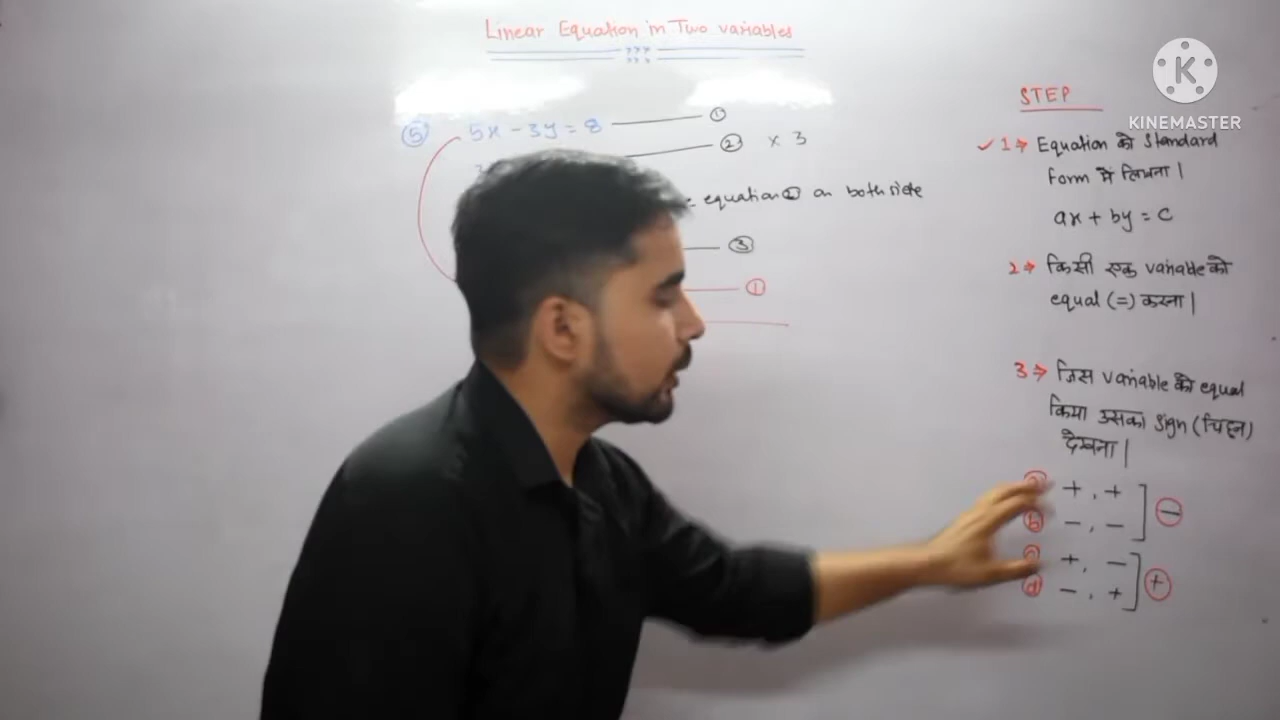 Linear Equation in Two variables
⑤ 5x - 3y = 8 ①
② × 3
equation② on both side
③
①
STEP
KINEMASTER
✓ 1⇒ Equation को Standard
form में लिखना।
ax + by = c
2⇒ किसी एक variable को
equal (=) करना।
3⇒ जिस variable को equal
किया उसका sign (चिह्न)
देखना।
+ , +
ⓑ - , - ⊖
+ , -
ⓓ - , + ⊕